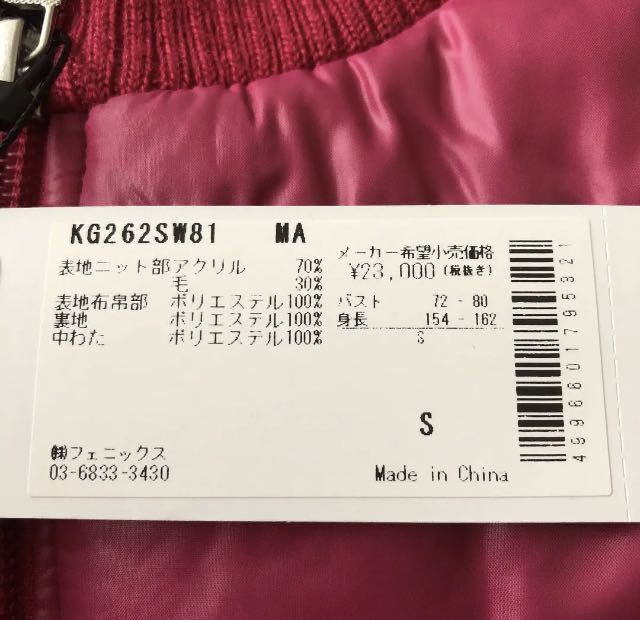 KG262SW81 MA
表地ニット部アクリル 70%
毛 30%
表地布帛部 ポリエステル100%
裏地 ポリエステル100%
中わた ポリエステル100%
㈱フェニックス
03-6833-3430
メーカー希望小売価格
¥23,000(税抜き)
バスト 72 - 80
身長 154 - 162
S
S
Made in China
4996601795321